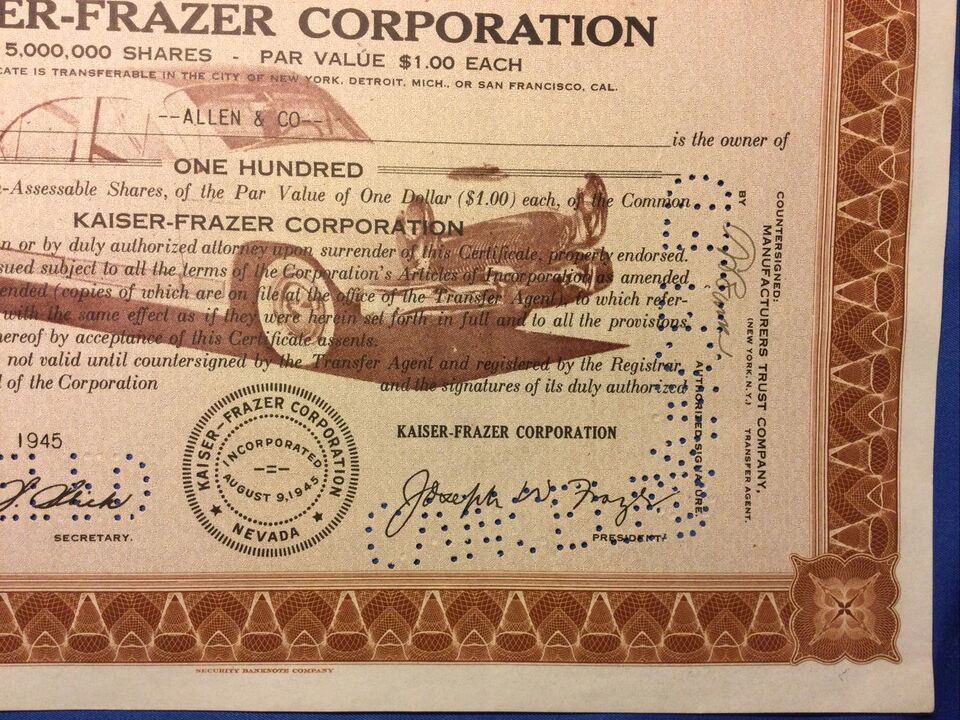 ER-FRAZER CORPORATION
5,000,000 SHARES - PAR VALUE $1.00 EACH
CATE IS TRANSFERABLE IN THE CITY OF NEW YORK, DETROIT, MICH., OR SAN FRANCISCO, CAL.
--ALLEN & CO--
is the owner of
ONE HUNDRED
-Assessable Shares, of the Par Value of One Dollar ($1.00) each, of the Common
KAISER-FRAZER CORPORATION
n or by duly authorized attorney upon surrender of this Certificate, properly endorsed.
sued subject to all the terms of the Corporation's Articles of Incorporation as amended
ended (copies of which are on file at the office of the Transfer Agent), to which refer-
with the same effect as if they were herein set forth in full and to all the provisions
hereof by acceptance of this Certificate assents.
not valid until countersigned by the Transfer Agent and registered by the Registrar.
l of the Corporation and the signatures of its duly authorized
1945
SECRETARY.
KAISER-FRAZER CORPORATION
INCORPORATED
AUGUST 9, 1945
NEVADA
KAISER-FRAZER CORPORATION
Joseph W. Frazer
PRESIDENT.
COUNTERSIGNED:
MANUFACTURERS TRUST COMPANY,
(NEW YORK, N.Y.) TRANSFER AGENT.
BY
AUTHORIZED SIGNATURE.
SECURITY BANKNOTE COMPANY